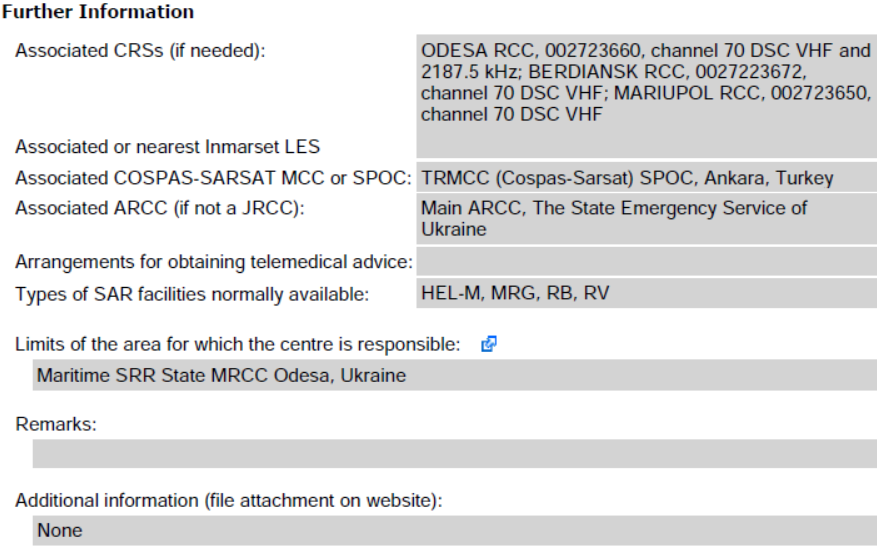 Further Information
Associated CRSs (if needed):
ODESA RCC, 002723660, channel 70 DSC VHF and
2187.5 kHz; BERDIANSK RCC, 0027223672,
channel 70 DSC VHF; MARIUPOL RCC, 002723650,
channel 70 DSC VHF
Associated or nearest Inmarset LES
Associated COSPAS-SARSAT MCC or SPOC: TRMCC (Cospas-Sarsat) SPOC, Ankara, Turkey
Associated ARCC (if not a JRCC): Main ARCC, The State Emergency Service of
Ukraine
Arrangements for obtaining telemedical advice:
Types of SAR facilities normally available: HEL-M, MRG, RB, RV
Limits of the area for which the centre is responsible:
Maritime SRR State MRCC Odesa, Ukraine
Remarks:
Additional information (file attachment on website):
None